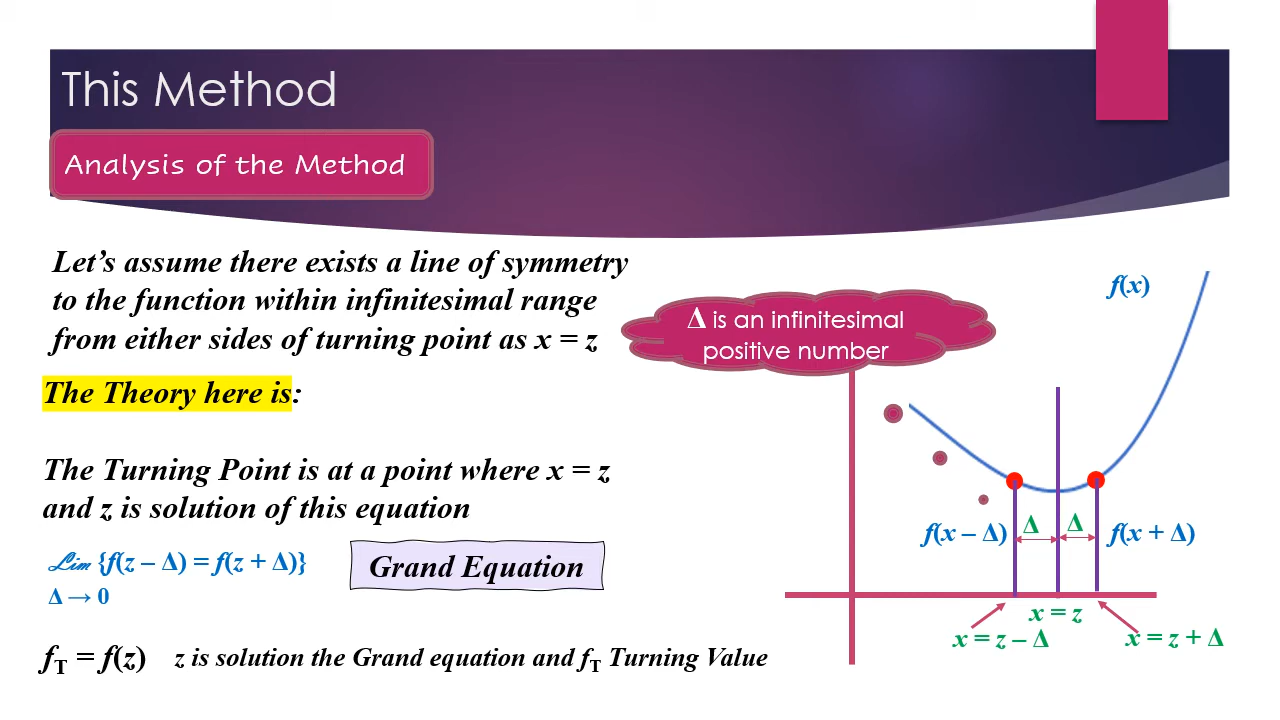 This Method
Analysis of the Method
Let’s assume there exists a line of symmetry
to the function within infinitesimal range
from either sides of turning point as x = z
The Theory here is:
The Turning Point is at a point where x = z
and z is solution of this equation
Lim {f(z – Δ) = f(z + Δ)}
Δ → 0
Grand Equation
fT = f(z) z is solution the Grand equation and fT Turning Value
Δ is an infinitesimal
positive number
f(x)
f(x – Δ) Δ Δ f(x + Δ)
x = z
x = z – Δ x = z + Δ